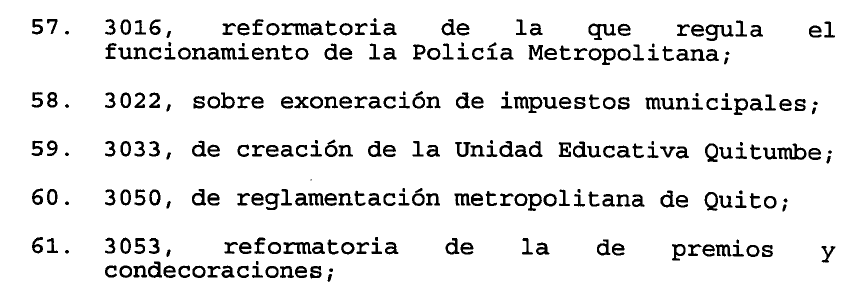 57. 3016, reformatoria de la que regula el
funcionamiento de la Policía Metropolitana;
58. 3022, sobre exoneración de impuestos municipales;
59. 3033, de creación de la Unidad Educativa Quitumbe;
60. 3050, de reglamentación metropolitana de Quito;
61. 3053, reformatoria de la de premios y
condecoraciones;